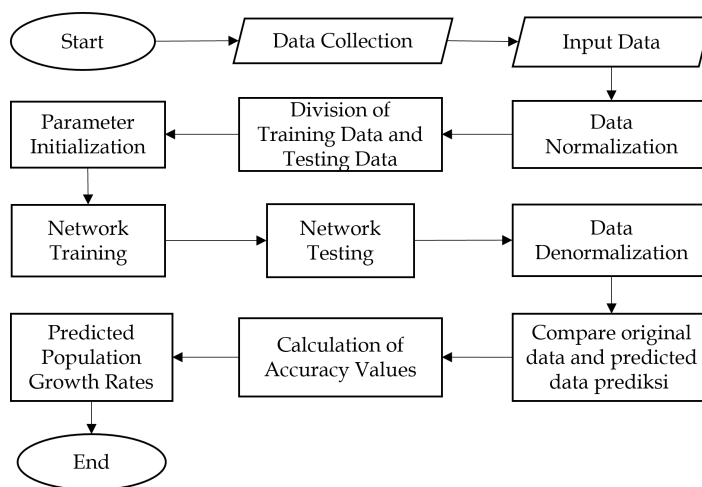 Start
Data Collection
Input Data
Data
Normalization
Division of
Training Data and
Testing Data
Parameter
Initialization
Network
Training
Network
Testing
Data
Denormalization
Compare original
data and predicted
data prediksi
Calculation of
Accuracy Values
Predicted
Population
Growth Rates
End